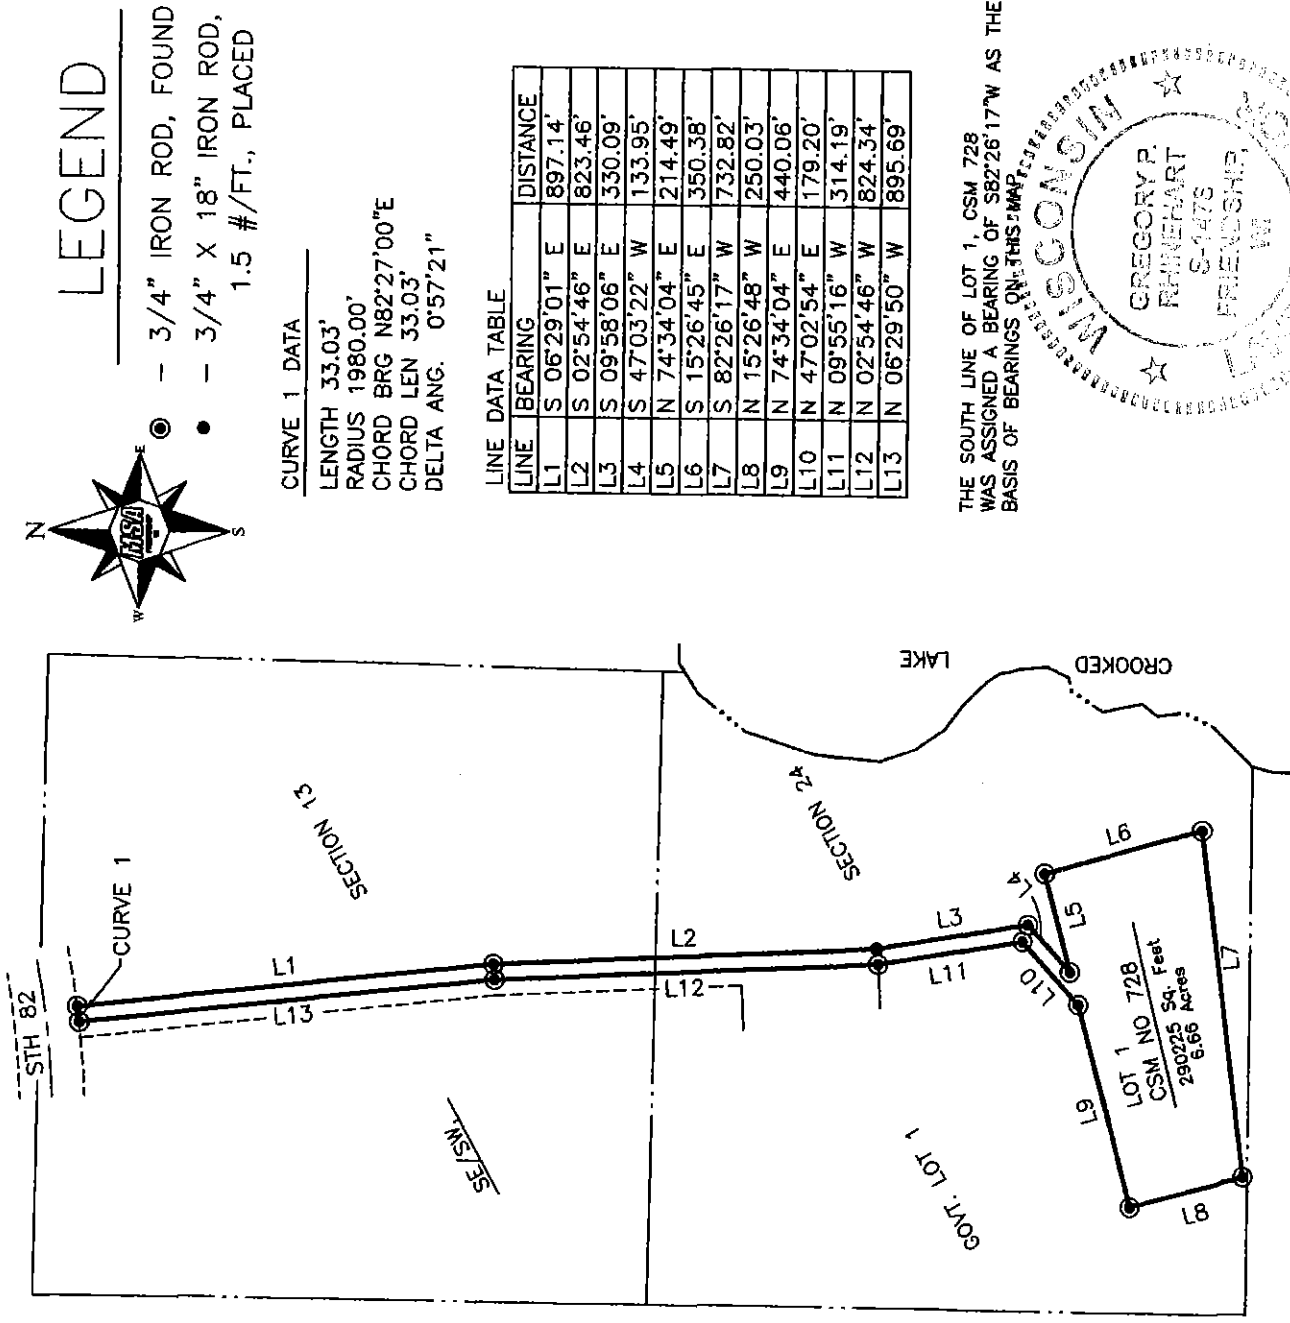 LEGEND
3/4" IRON ROD, FOUND
3/4" X 18" IRON ROD,
1.5 #/FT., PLACED
N
E
S
W
MSA
CURVE 1 DATA
LENGTH 33.03'
RADIUS 1980.00'
CHORD BRG N82°27'00"E
CHORD LEN 33.03'
DELTA ANG. 0°57'21"
LINE DATA TABLE
LINE BEARING DISTANCE
L1 S 06°29'01" E 897.14'
L2 S 02°54'46" E 823.46'
L3 S 09°58'06" E 330.09'
L4 S 47°03'22" W 133.95'
L5 N 74°34'04" E 214.49'
L6 S 15°26'45" E 350.38'
L7 S 82°26'17" W 732.82'
L8 N 15°26'48" W 250.03'
L9 N 74°34'04" E 440.06'
L10 N 47°02'54" E 179.20'
L11 N 09°55'16" W 314.19'
L12 N 02°54'46" W 824.34'
L13 N 06°29'50" W 895.69'
THE SOUTH LINE OF LOT 1, CSM 728
WAS ASSIGNED A BEARING OF S82°26'17"W AS THE
BASIS OF BEARINGS ON THIS MAP
WISCONSIN
GREGORY P.
RHINEHART
S-1478
FRIENDSHIP,
WI
STH 82
CURVE 1
SECTION 13
L1
L13
SE/SW.
L2
L12
SECTION 24
LAKE
CROOKED
L3
L11
L4
L10
L5
L6
L9
L7
L8
GOVT. LOT 1
LOT 1
CSM NO 728
290225 Sq. Feet
6.66 Acres